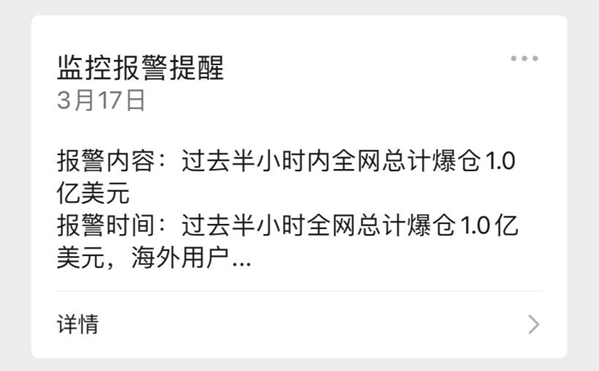 监控报警提醒
3月17日
报警内容：过去半小时内全网总计爆仓1.0
亿美元
报警时间：过去半小时全网总计爆仓1.0亿
美元，海外用户...
详情